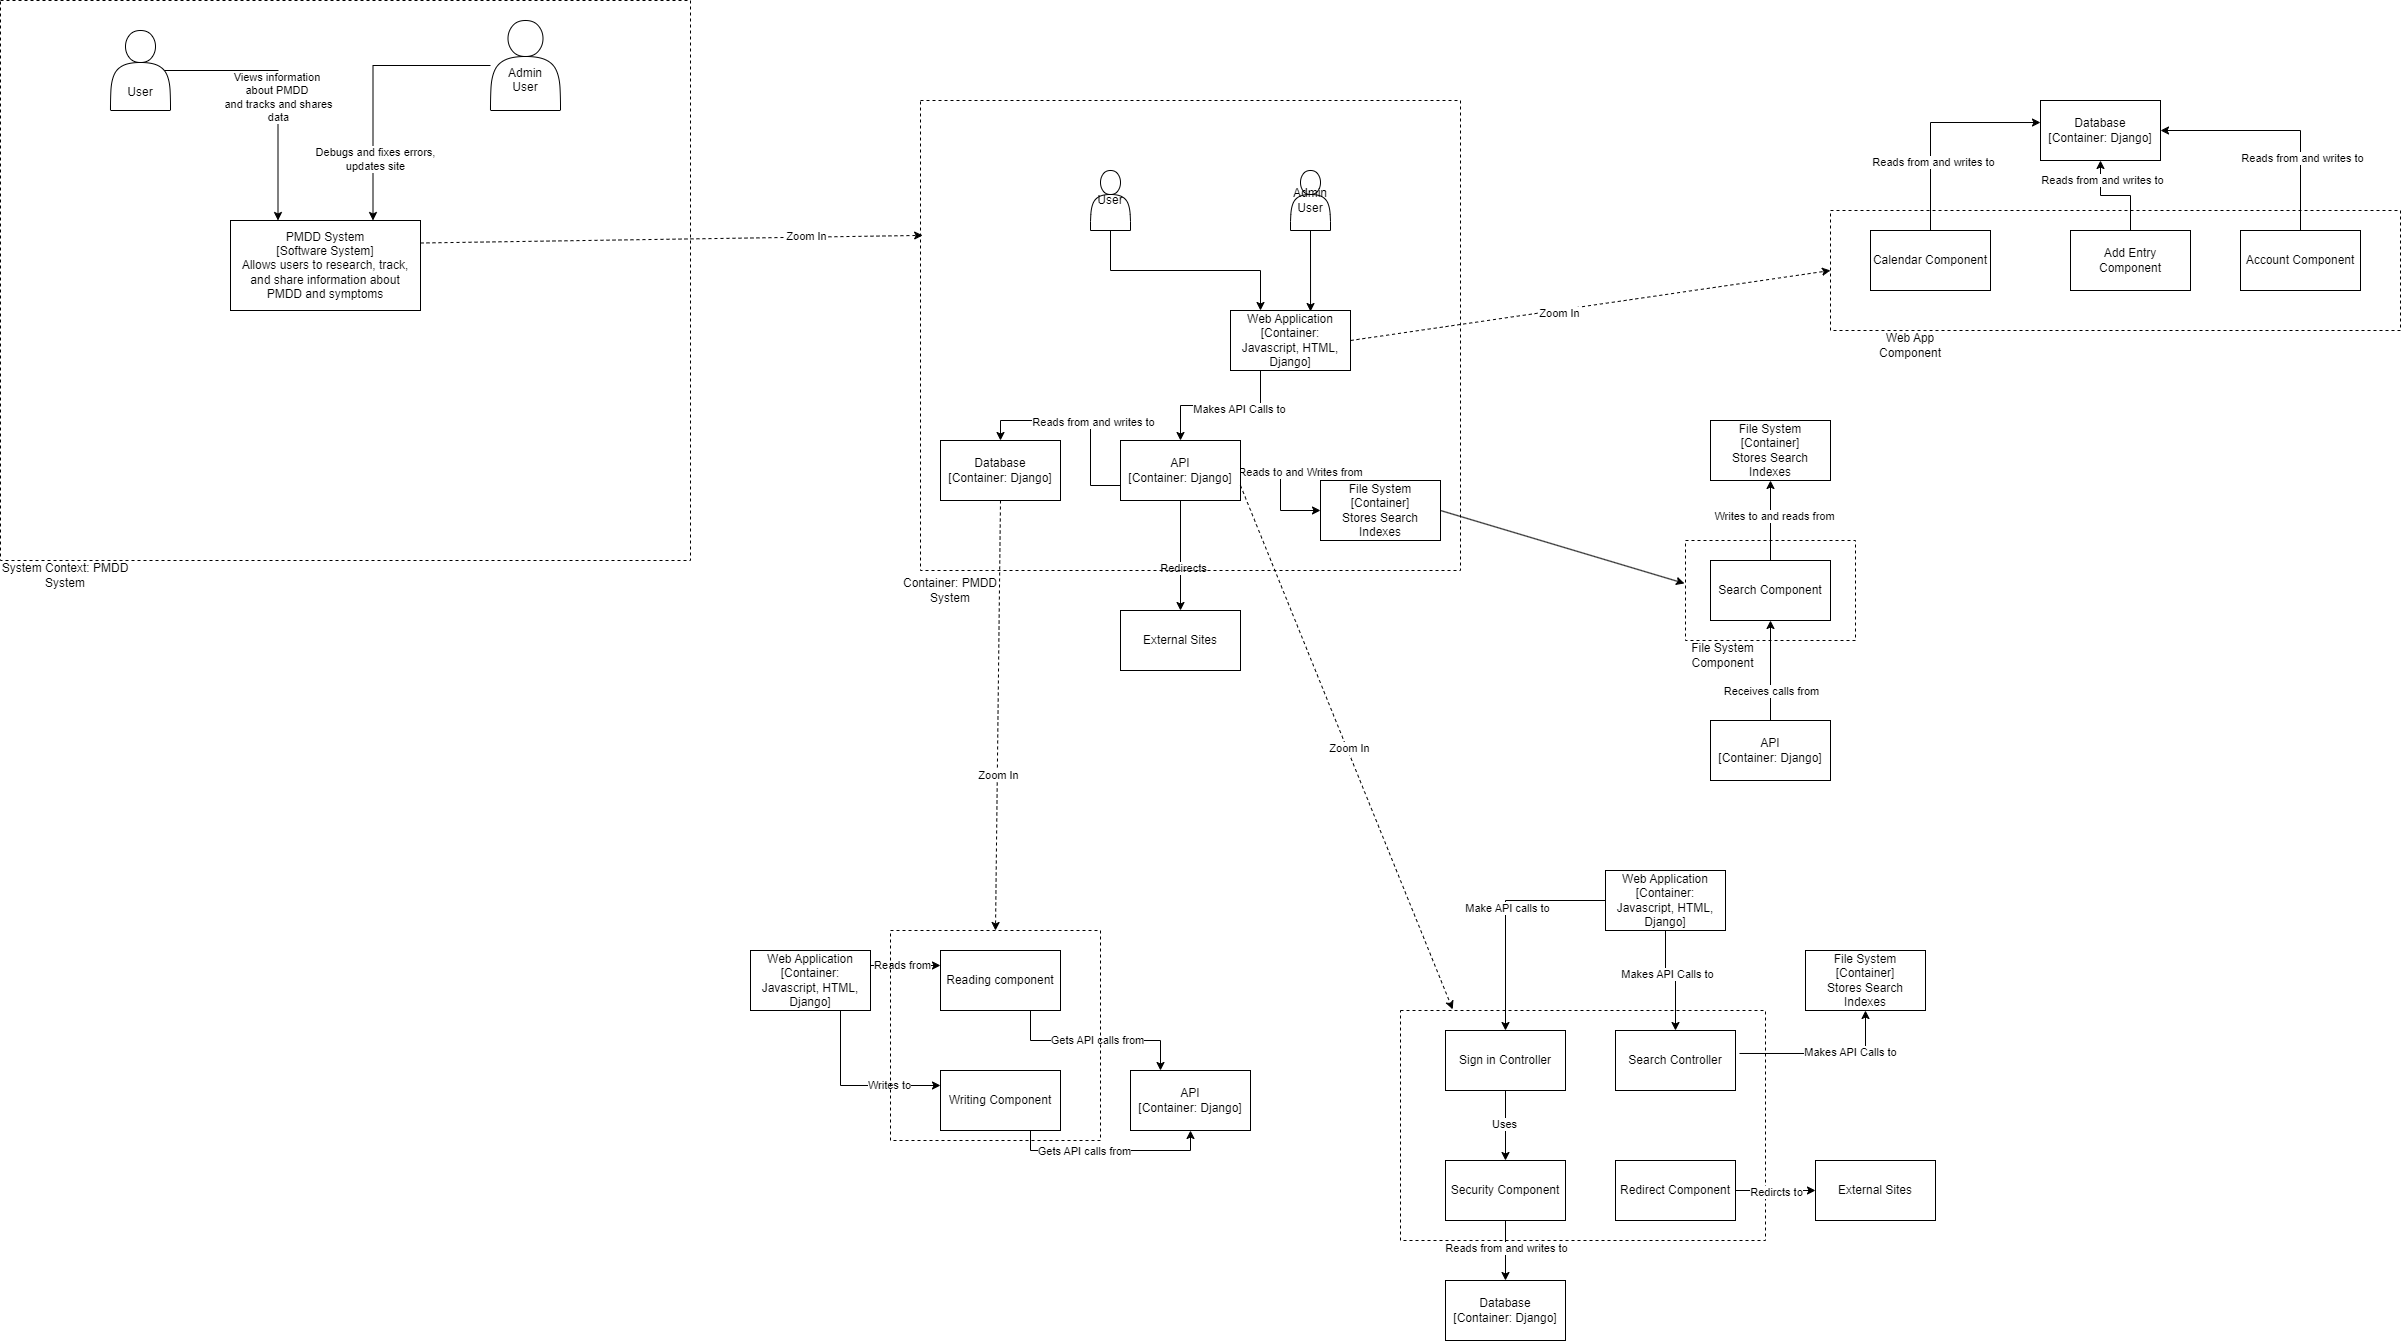 User
Views information
about PMDD
and tracks and shares
data
Admin
User
Debugs and fixes errors,
updates site
PMDD System
[Software System]
Allows users to research, track,
and share information about
PMDD and symptoms
System Context: PMDD
System
Zoom In
User
Admin
User
Web Application
[Container:
Javascript, HTML,
Django]
Makes API Calls to
Reads from and writes to
Database
[Container: Django]
API
[Container: Django]
Reads to and Writes from
File System
[Container]
Stores Search
Indexes
Redirects
Container: PMDD
System
External Sites
Zoom In
Database
[Container: Django]
Reads from and writes to
Reads from and writes to
Reads from and writes to
Calendar Component
Add Entry
Component
Account Component
Web App
Component
File System
[Container]
Stores Search
Indexes
Writes to and reads from
Search Component
File System
Component
Receives calls from
API
[Container: Django]
Zoom In
Zoom In
Web Application
[Container:
Javascript, HTML,
Django]
Reads from
Reading component
Gets API calls from
Writes to
Writing Component
API
[Container: Django]
Gets API calls from
Web Application
[Container:
Javascript, HTML,
Django]
Make API calls to
Makes API Calls to
File System
[Container]
Stores Search
Indexes
Sign in Controller
Search Controller
Makes API Calls to
Uses
Security Component
Redirect Component
Redircts to
External Sites
Reads from and writes to
Database
[Container: Django]